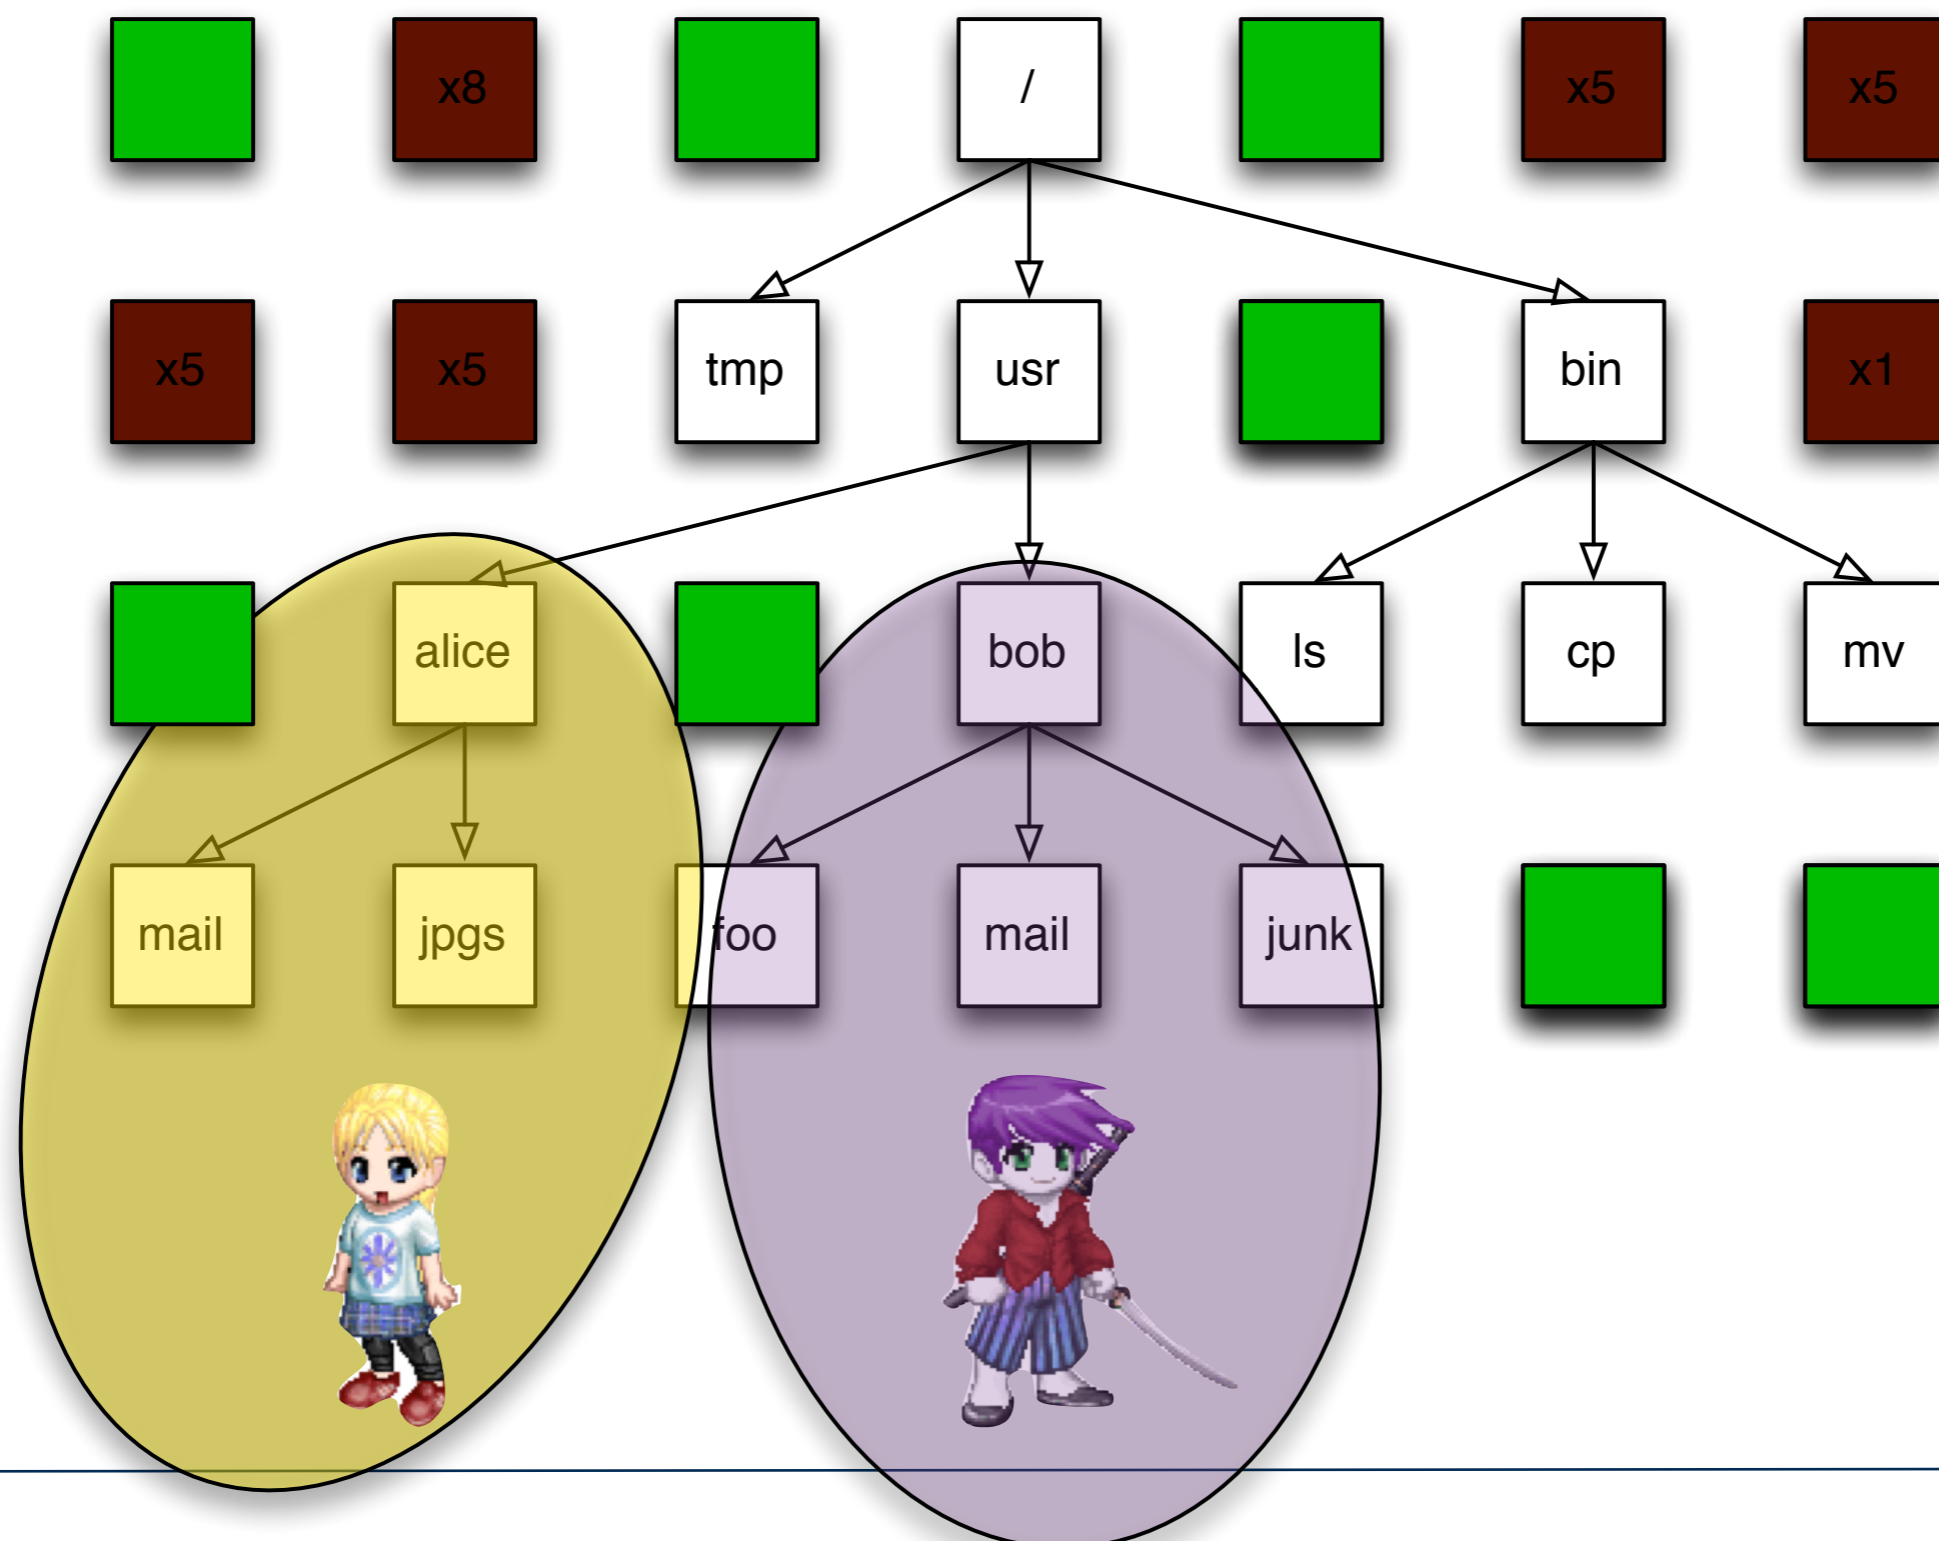 x8 / x5 x5
x5 x5 tmp usr bin x1
alice bob ls cp mv
mail jpgs foo mail junk